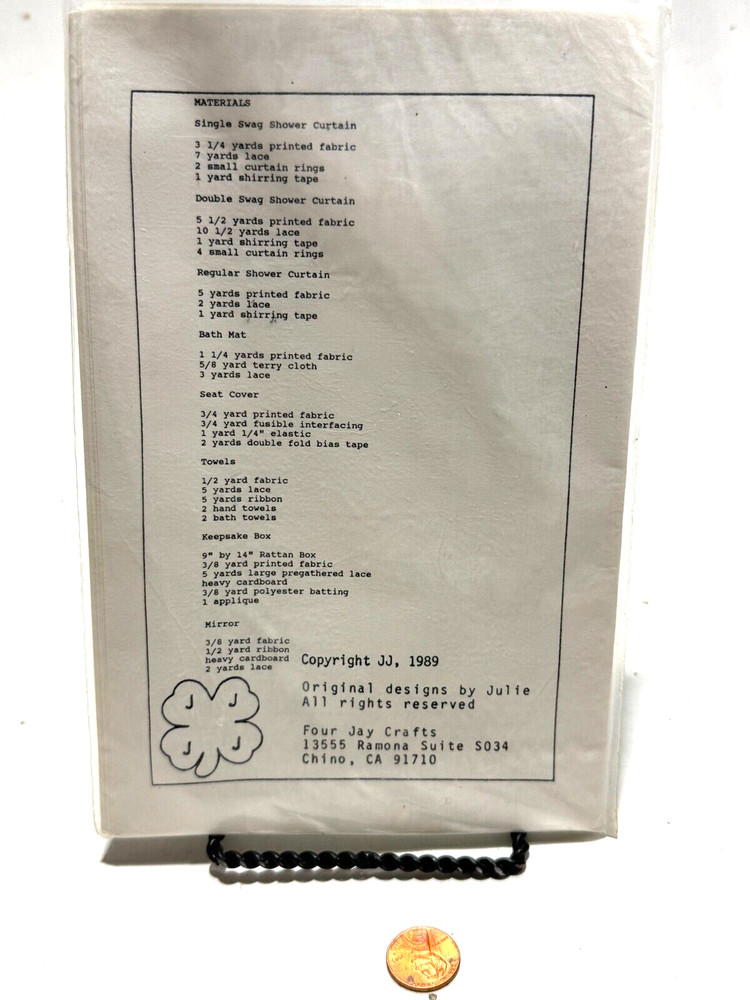 MATERIALS
Single Swag Shower Curtain
3 1/4 yards printed fabric
7 yards lace
2 small curtain rings
1 yard shirring tape
Double Swag Shower Curtain
5 1/2 yards printed fabric
10 1/2 yards lace
1 yard shirring tape
4 small curtain rings
Regular Shower Curtain
5 yards printed fabric
2 yards lace
1 yard shirring tape
Bath Mat
1 1/4 yards printed fabric
5/8 yard terry cloth
3 yards lace
Seat Cover
3/4 yard printed fabric
3/4 yard fusible interfacing
1 yard 1/4" elastic
2 yards double fold bias tape
Towels
1/2 yard fabric
5 yards lace
5 yards ribbon
2 hand towels
2 bath towels
Keepsake Box
9" by 14" Rattan Box
3/8 yard printed fabric
5 yards large pregathered lace
heavy cardboard
3/8 yard polyester batting
1 applique
Mirror
3/8 yard fabric
1/2 yard ribbon
heavy cardboard
2 yards lace
Copyright JJ, 1989
Original designs by Julie
All rights reserved
Four Jay Crafts
13555 Ramona Suite S034
Chino, CA 91710
J J
J J